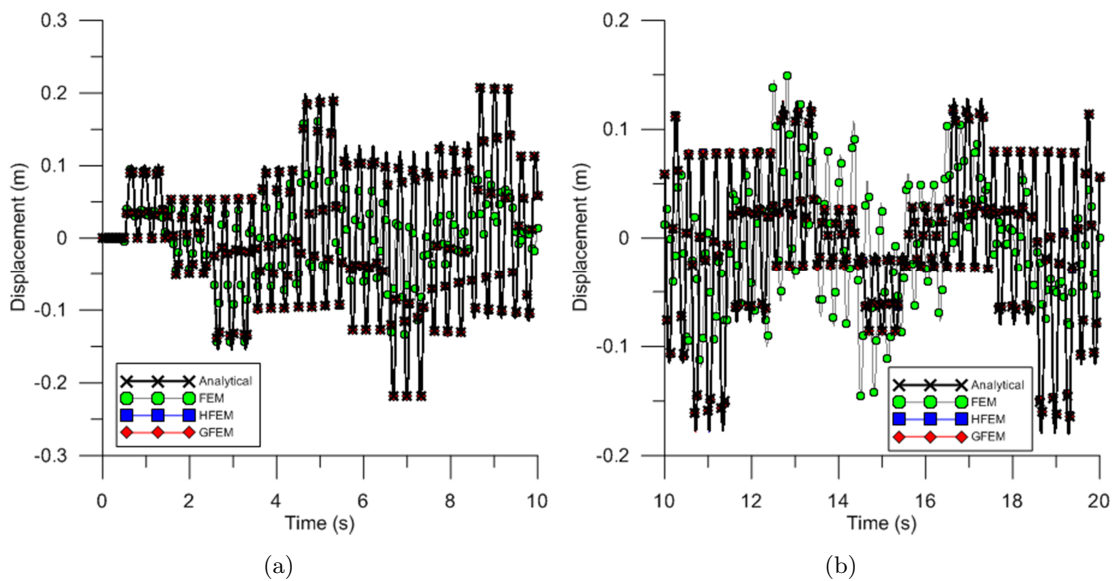 0.3
0.2
0.1
0
-0.1
-0.2
-0.3
Displacement (m)
Analytical
FEM
HFEM
GFEM
0 2 4 6 8 10
Time (s)
(a)
0.2
0.1
0
-0.1
-0.2
Displacement (m)
Analytical
FEM
HFEM
GFEM
10 12 14 16 18 20
Time (s)
(b)